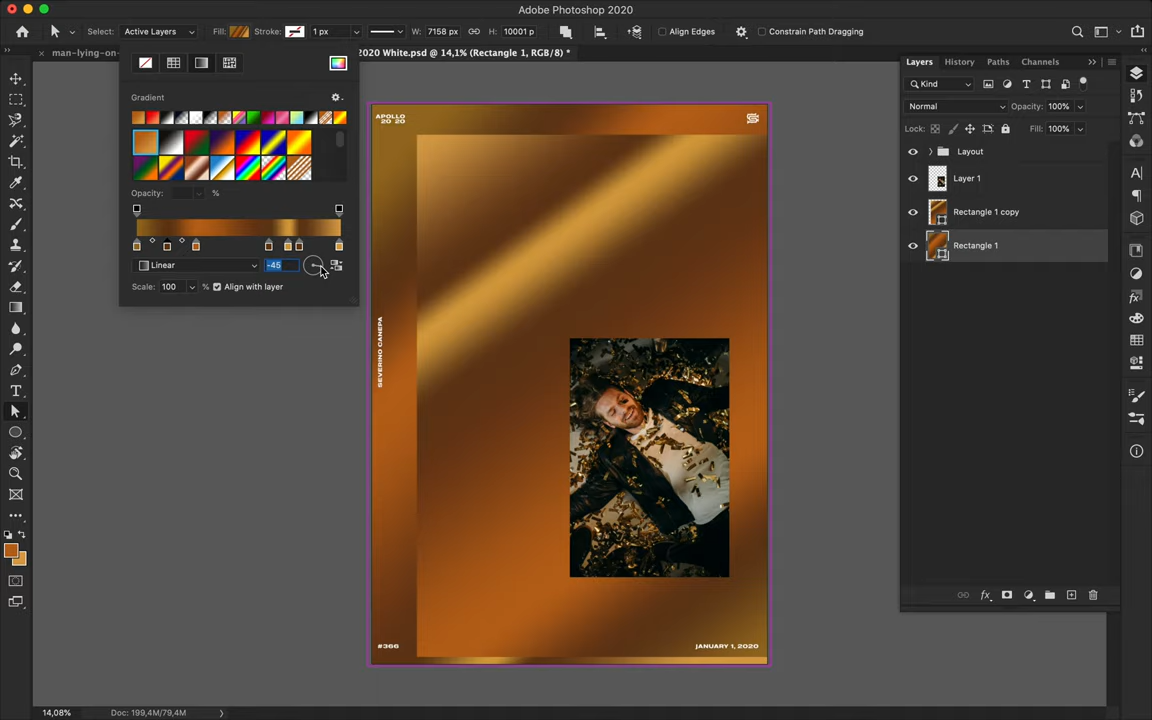 Adobe Photoshop 2020
Select: Active Layers Fill: Stroke: 1 px W: 7158 px H: 10001 p Align Edges Constrain Path Dragging
man-lying-on- 2020 White.psd @ 14,1% (Rectangle 1, RGB/8) *
Gradient
Opacity: %
Linear -45
Scale: 100 % Align with layer
APOLLO
20 20
SEVERINO CANEPA
#366
JANUARY 1, 2020
Layers History Paths Channels
Kind
Normal Opacity: 100%
Lock: Fill: 100%
Layout
Layer 1
Rectangle 1 copy
Rectangle 1
fx
14,08% Doc: 199,4M/79,4M